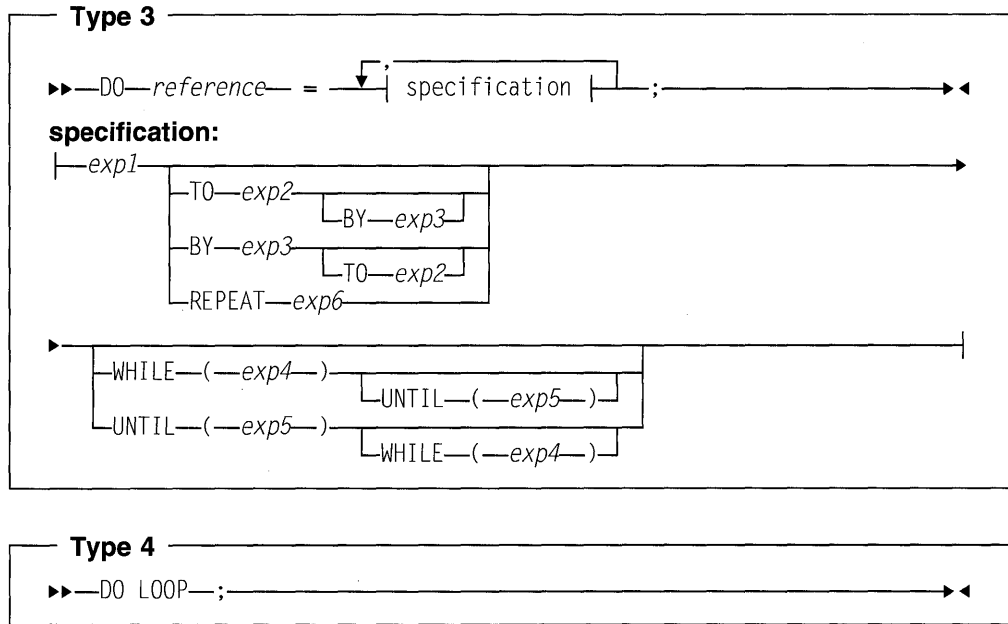 Type 3
DO reference = , specification ;
specification:
exp1
TO exp2
BY exp3
BY exp3
TO exp2
REPEAT exp6
WHILE ( exp4 )
UNTIL ( exp5 )
UNTIL ( exp5 )
WHILE ( exp4 )
Type 4
DO LOOP ;